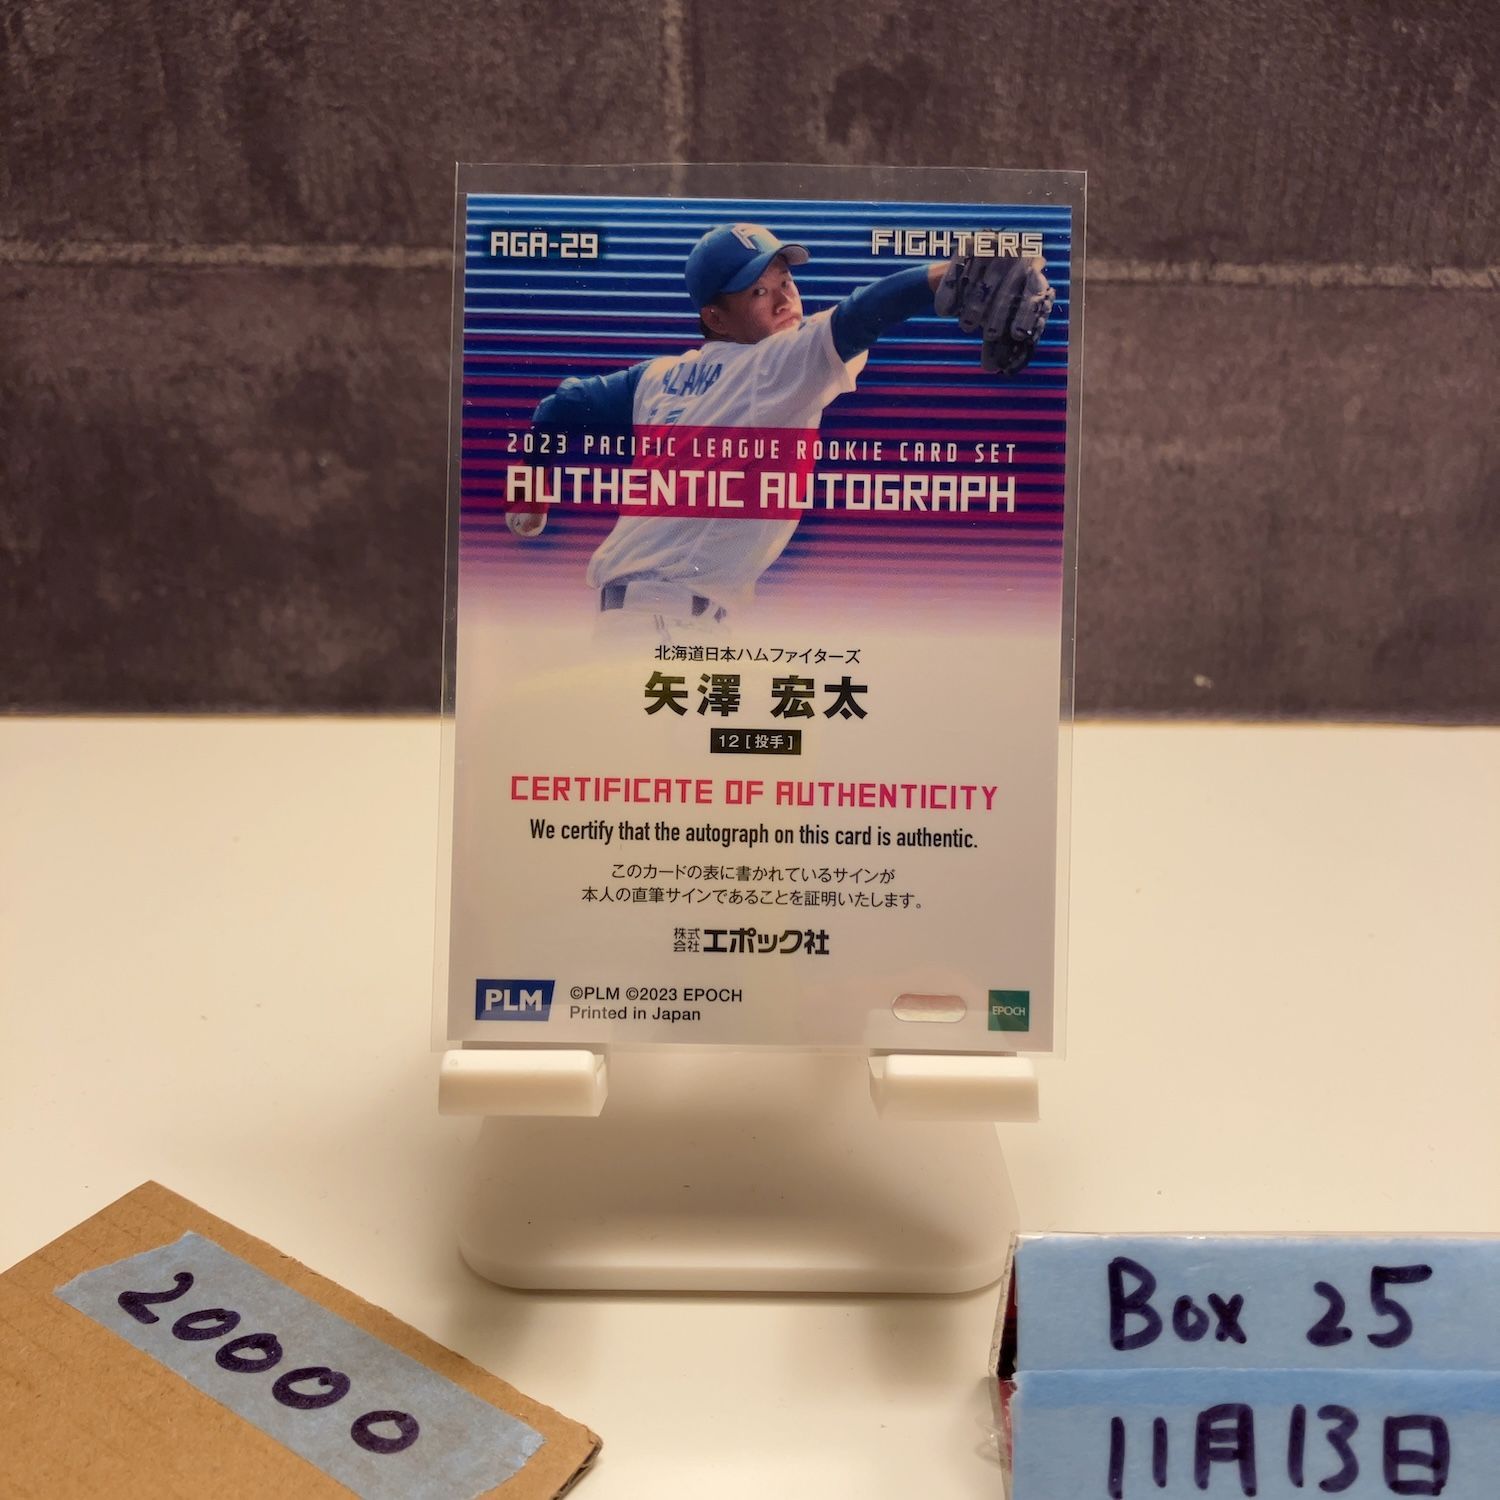 AGA-29
FIGHTERS
2023 PACIFIC LEAGUE ROOKIE CARD SET
AUTHENTIC AUTOGRAPH
北海道日本ハムファイターズ
矢澤 宏太
12 [ 投手 ]
CERTIFICATE OF AUTHENTICITY
We certify that the autograph on this card is authentic.
このカードの表に書かれているサインが
本人の直筆サインであることを証明いたします。
株式会社エポック社
PLM
©PLM ©2023 EPOCH
Printed in Japan
EPOCH
20000
Box 25
11月13日